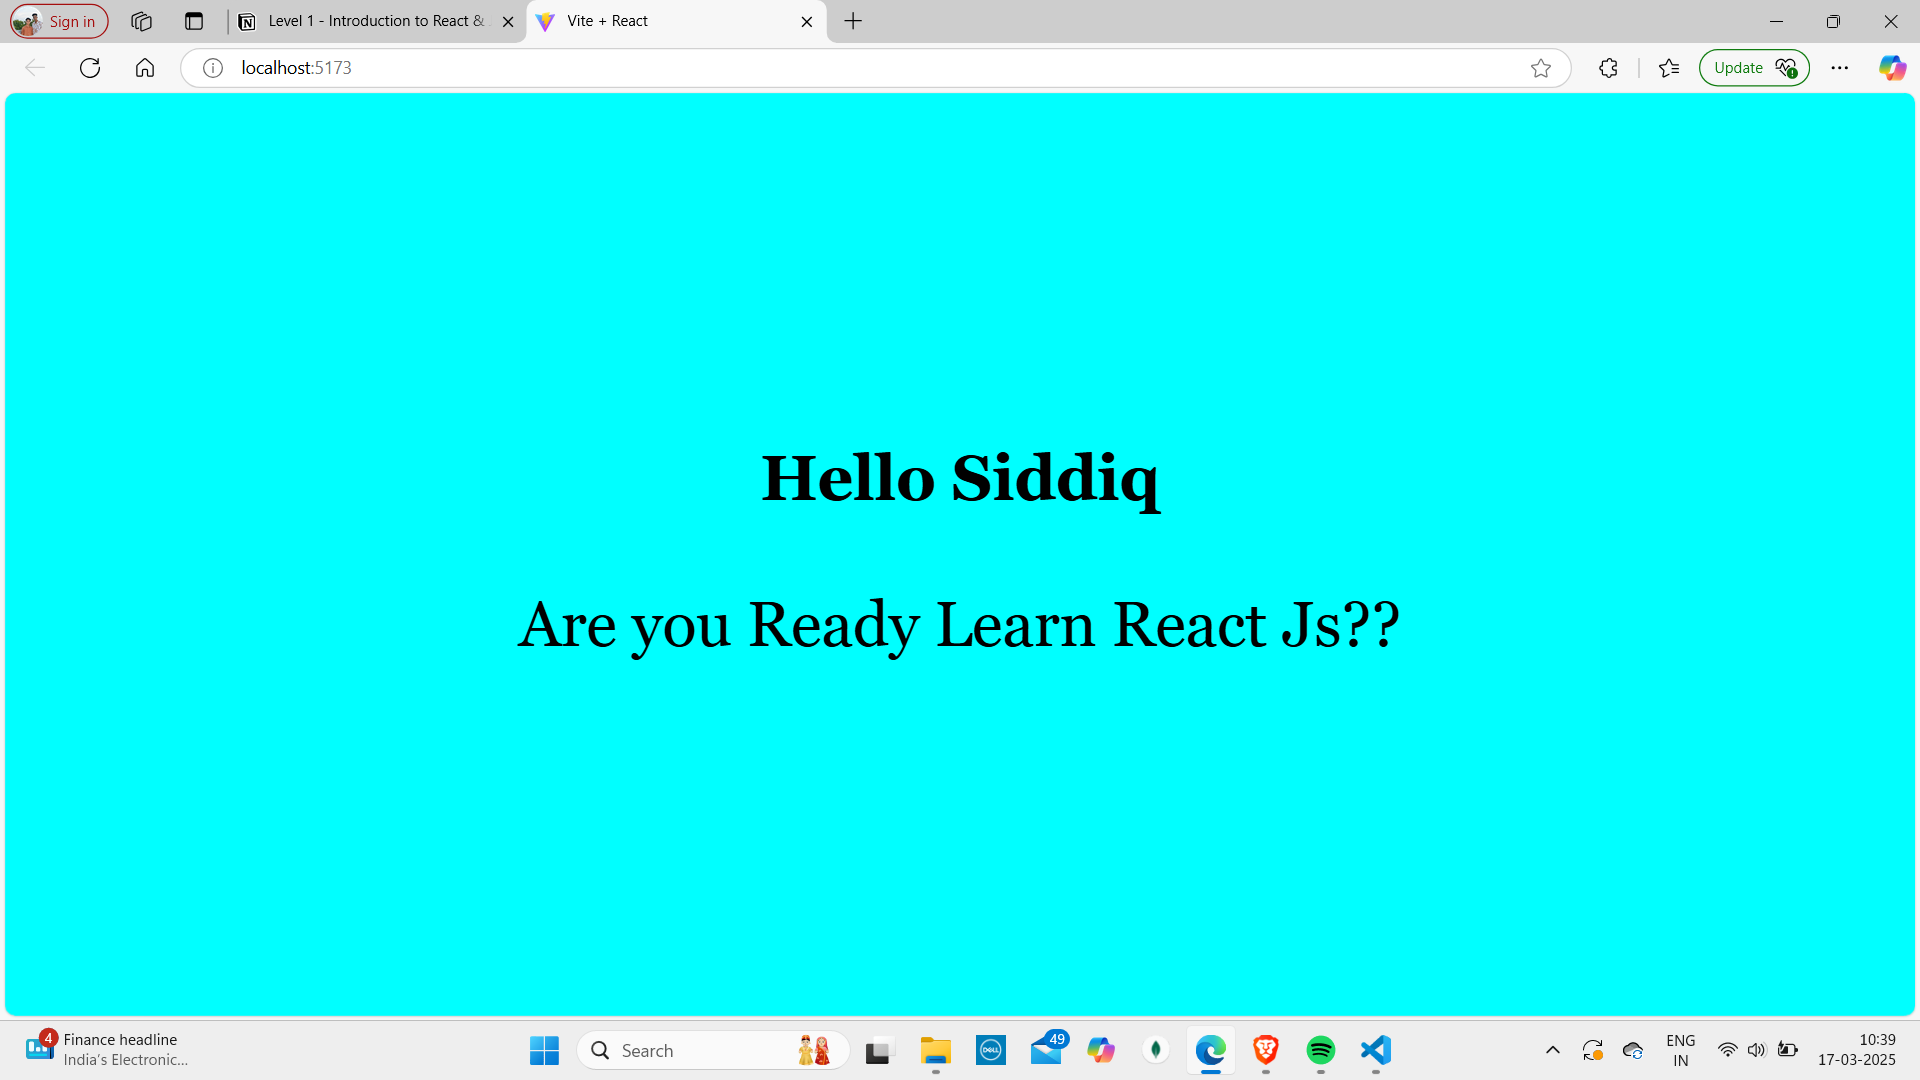 Sign in
Level 1 - Introduction to React &
Vite + React
localhost:5173
Update
Hello Siddiq
Are you Ready Learn React Js??
4
Finance headline
India's Electronic...
Search
DELL
49
ENG
IN
10:39
17-03-2025